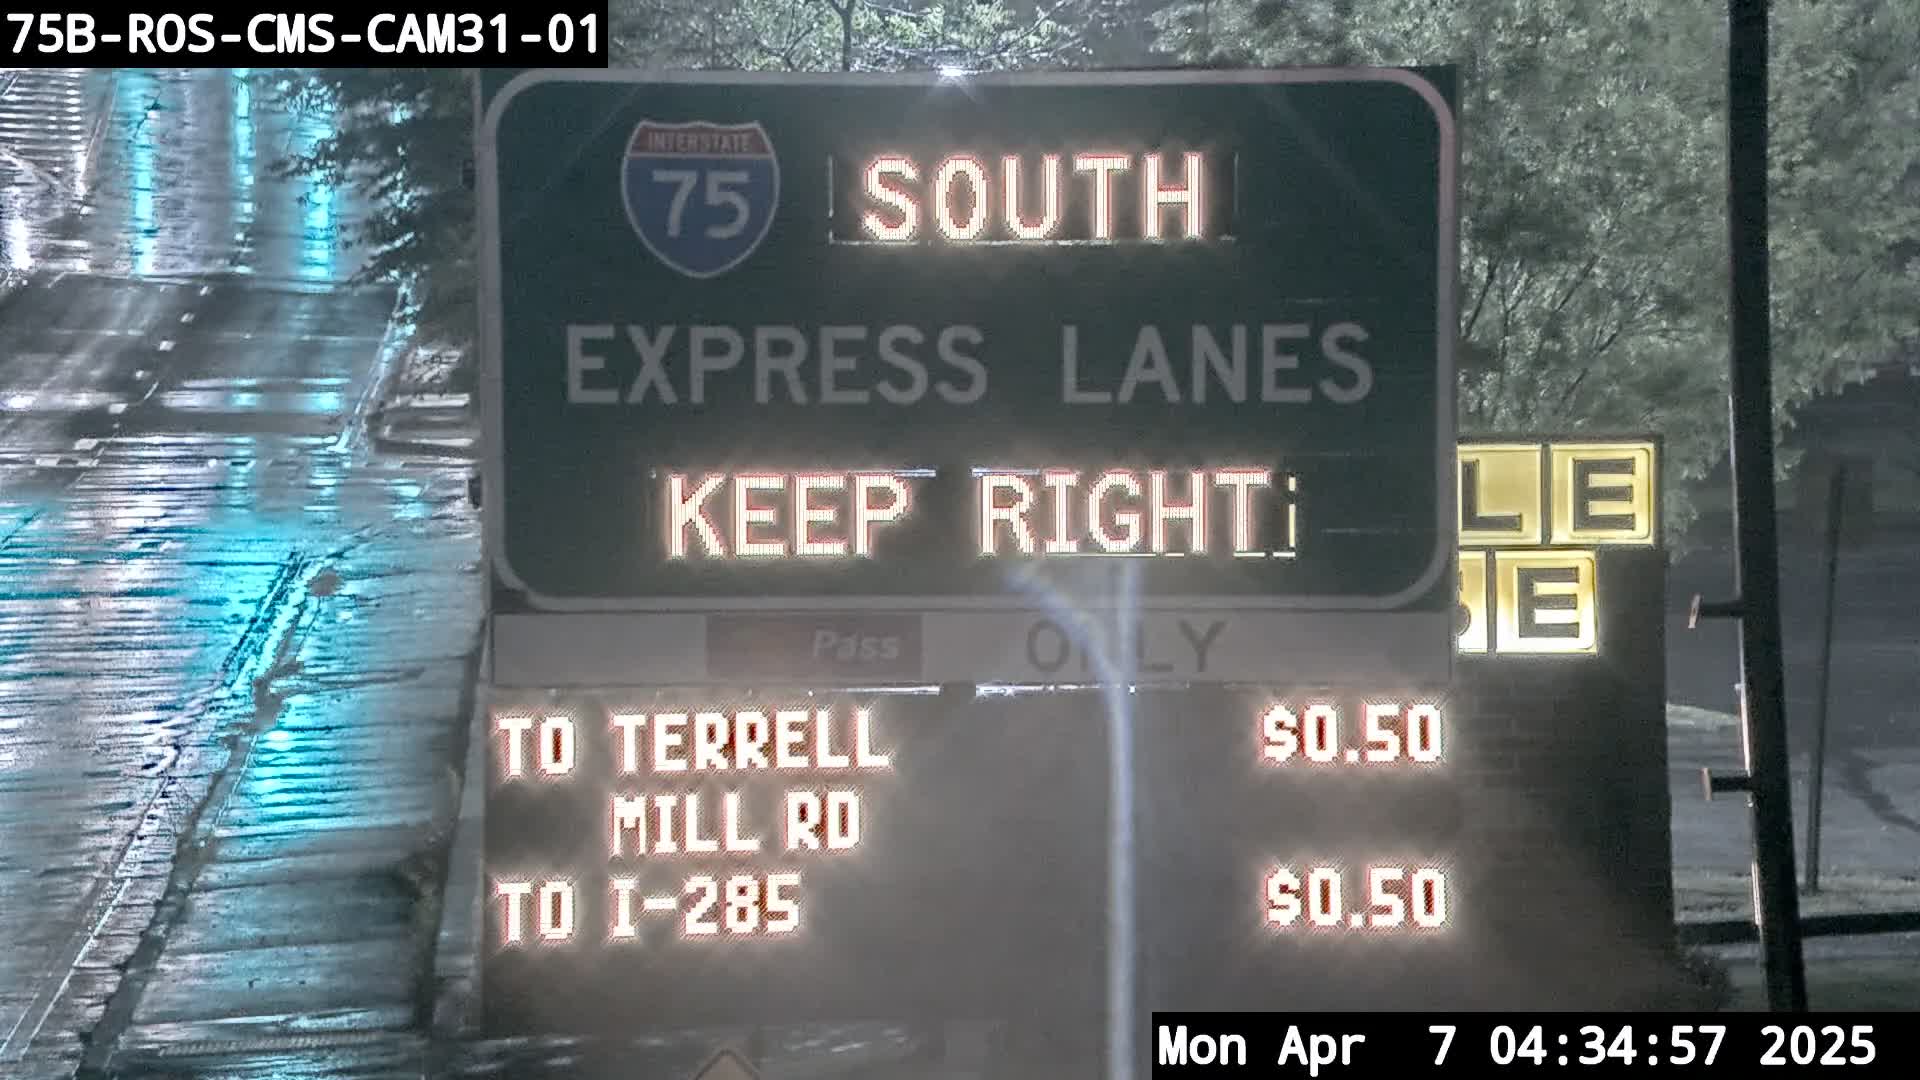 75B-ROS-CMS-CAM31-01
INTERSTATE
75
SOUTH
EXPRESS LANES
KEEP RIGHT
LE
E
Pass ONLY
TO TERRELL $0.50
MILL RD
TO I-285 $0.50
Mon Apr 7 04:34:57 2025